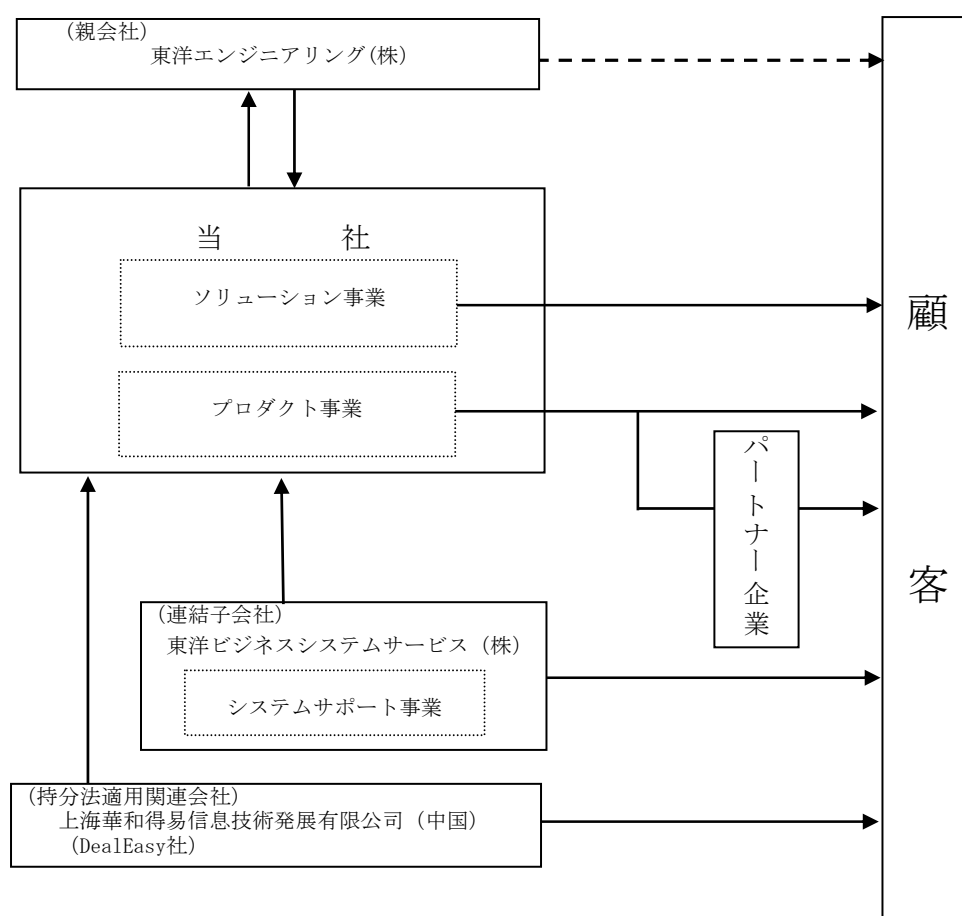 (親会社)
東洋エンジニアリング(株)
当　　　社
ソリューション事業
プロダクト事業
顧客
パートナー企業
(連結子会社)
東洋ビジネスシステムサービス (株)
システムサポート事業
(持分法適用関連会社)
上海華和得易信息技術発展有限公司 (中国)
(DealEasy社)